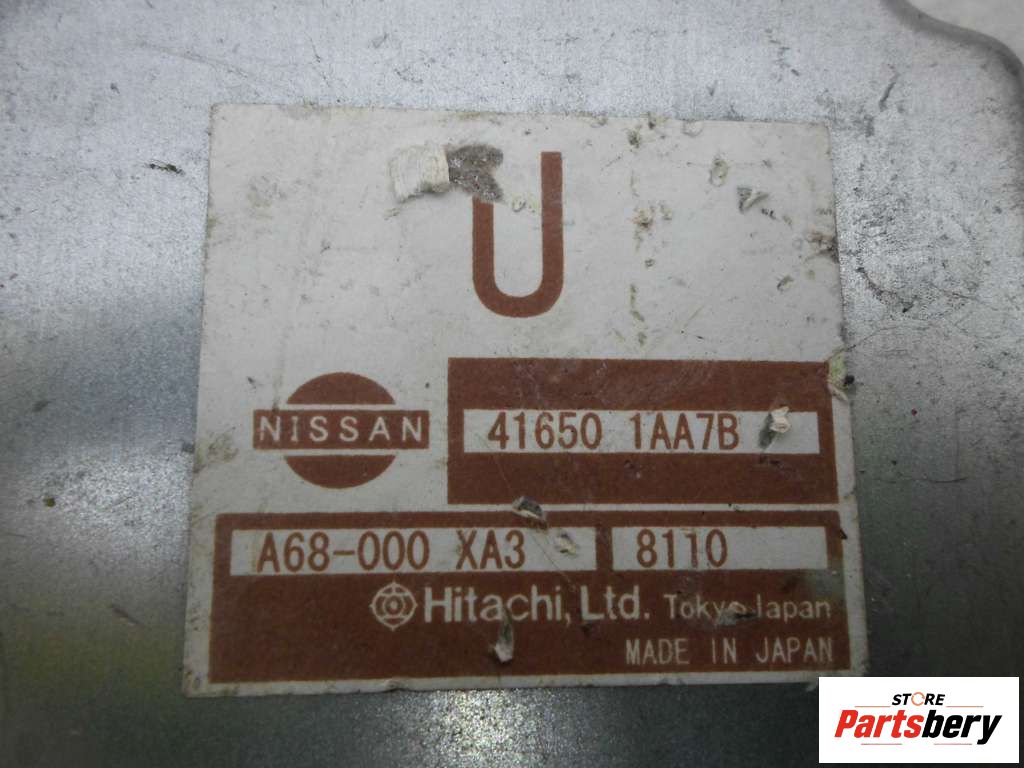 U
NISSAN
41650 1AA7B
A68-000 XA3 8110
Hitachi, Ltd. Tokyo Japan
MADE IN JAPAN
STORE
Partsbery